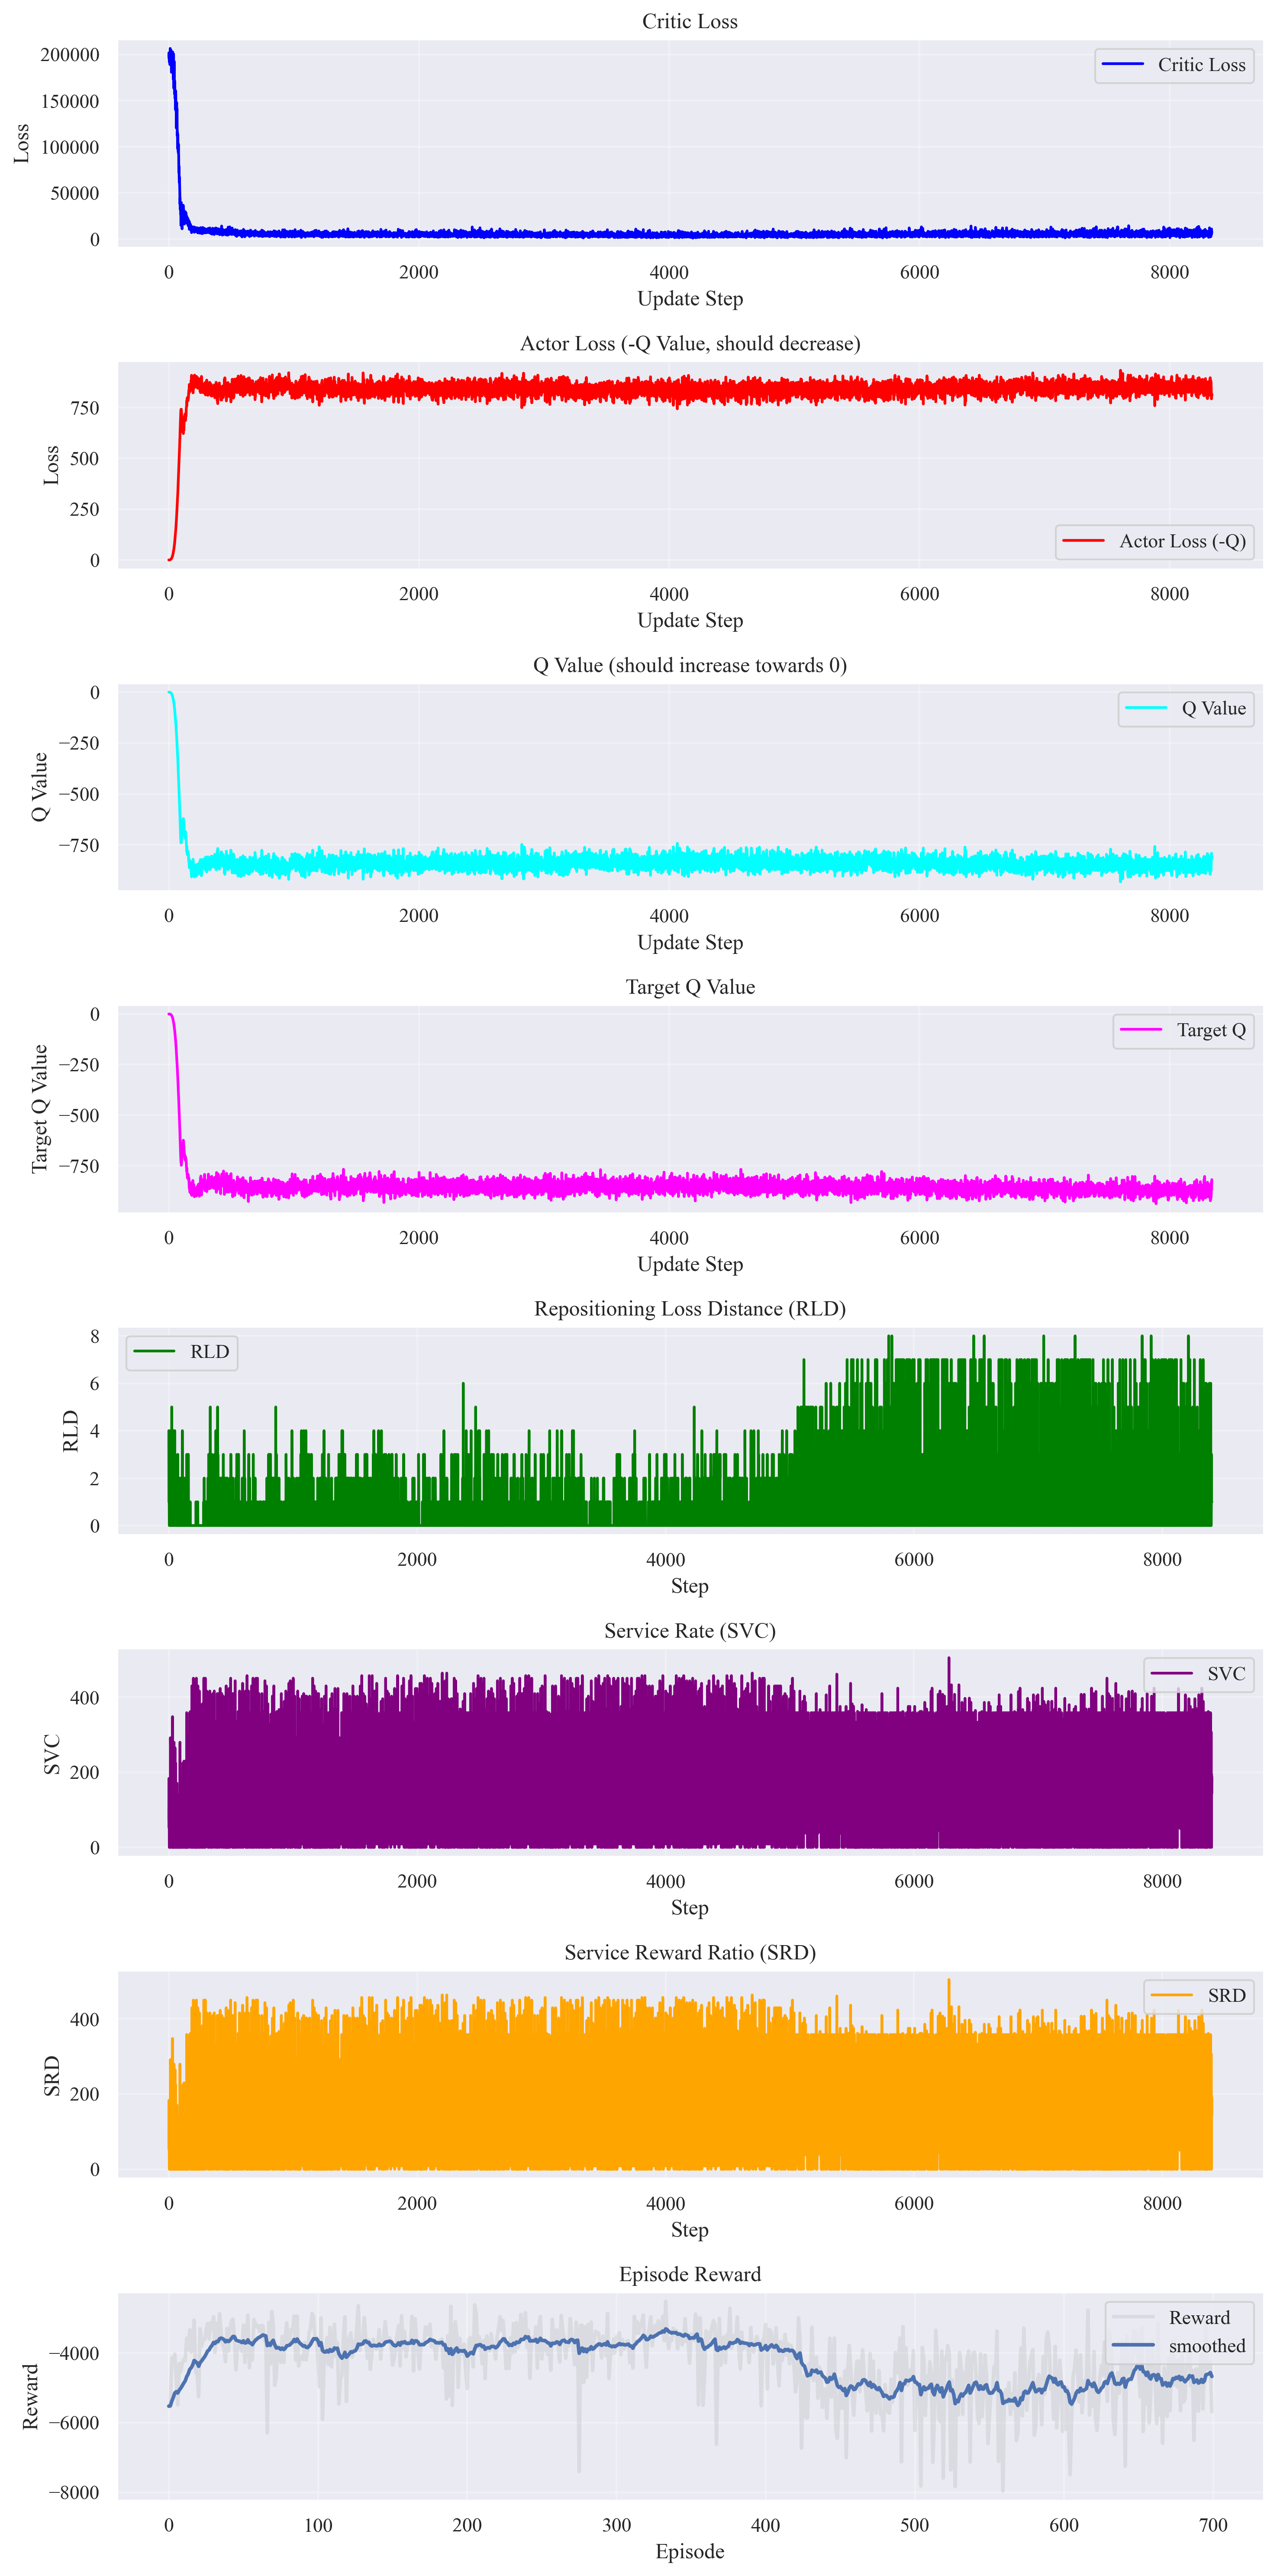 Critic Loss
Loss
200000
150000
100000
50000
0
Critic Loss
0 2000 4000 6000 8000
Update Step
Actor Loss (-Q Value, should decrease)
Loss
750
500
250
0
Actor Loss (-Q)
0 2000 4000 6000 8000
Update Step
Q Value (should increase towards 0)
Q Value
0
−250
−500
−750
Q Value
0 2000 4000 6000 8000
Update Step
Target Q Value
Target Q Value
0
−250
−500
−750
Target Q
0 2000 4000 6000 8000
Update Step
Repositioning Loss Distance (RLD)
RLD
8
6
4
2
0
RLD
0 2000 4000 6000 8000
Step
Service Rate (SVC)
SVC
400
200
0
SVC
0 2000 4000 6000 8000
Step
Service Reward Ratio (SRD)
SRD
400
200
0
SRD
0 2000 4000 6000 8000
Step
Episode Reward
Reward
−4000
−6000
−8000
Reward
smoothed
0 100 200 300 400 500 600 700
Episode